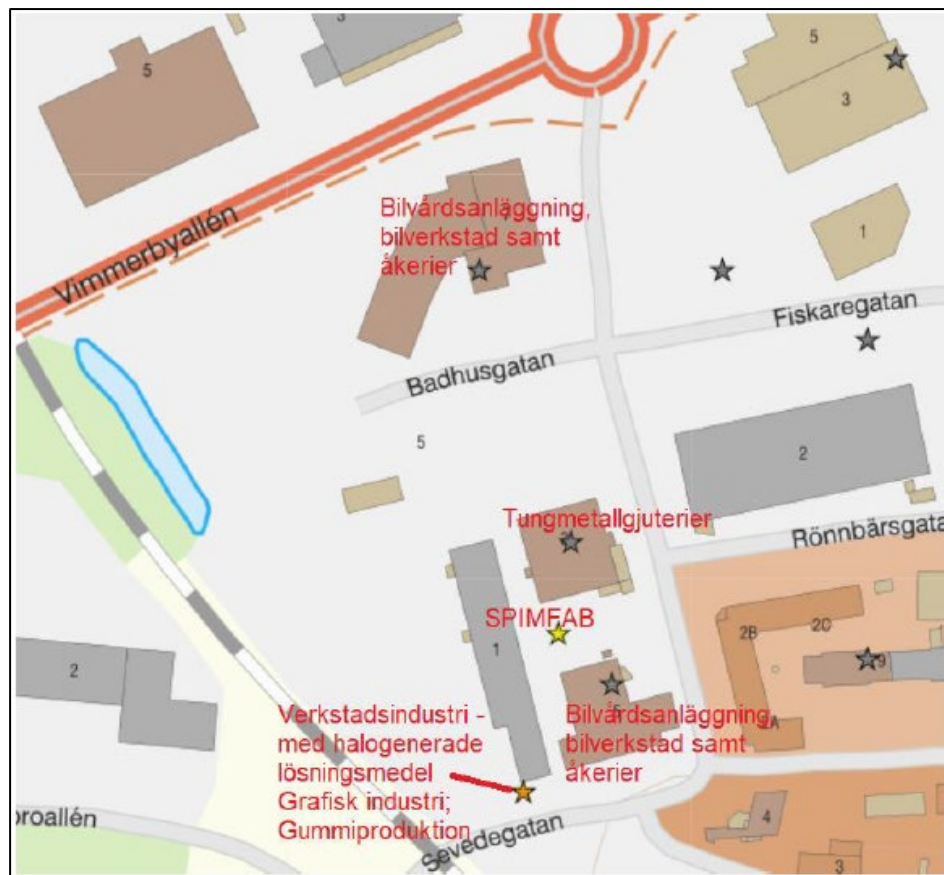 3
5
5
3
Vimmerbyallén
Bilvårdsanläggning,
bilverkstad samt
åkerier
1
Fiskaregatan
Badhusgatan
5
2
Tungmetallgjuterier
Rönnbärsgata
SPIMFAB
1
2B
2C
9
2
Verkstadsindustri -
med halogenerade
lösningsmedel
Grafisk industri;
Gummiproduktion
Bilvårdsanläggning,
bilverkstad samt
åkerier
oroallén
Sevedegatan
4
3